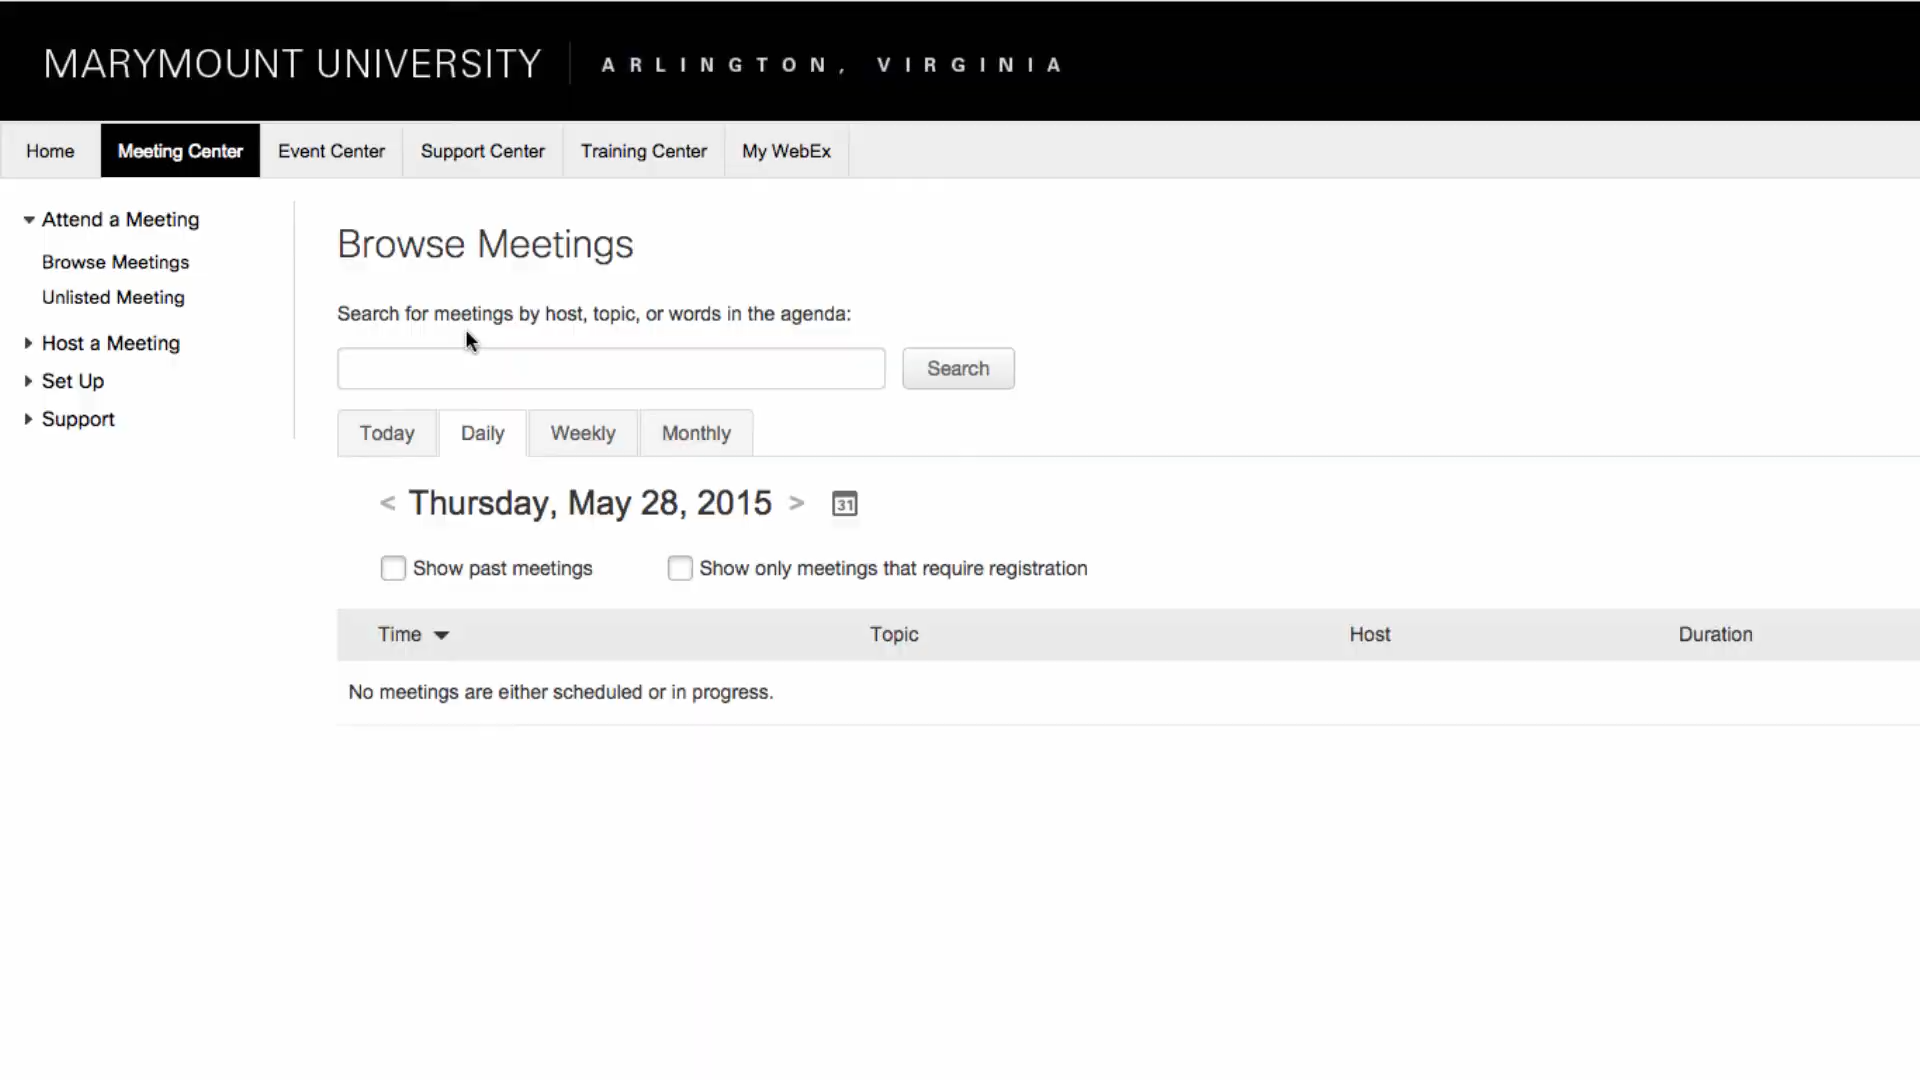 MARYMOUNT UNIVERSITY ARLINGTON, VIRGINIA
Home Meeting Center Event Center Support Center Training Center My WebEx
Attend a Meeting
Browse Meetings
Unlisted Meeting
Host a Meeting
Set Up
Support
Browse Meetings
Search for meetings by host, topic, or words in the agenda:
Search
Today Daily Weekly Monthly
< Thursday, May 28, 2015 > 31
Show past meetings Show only meetings that require registration
Time Topic Host Duration
No meetings are either scheduled or in progress.